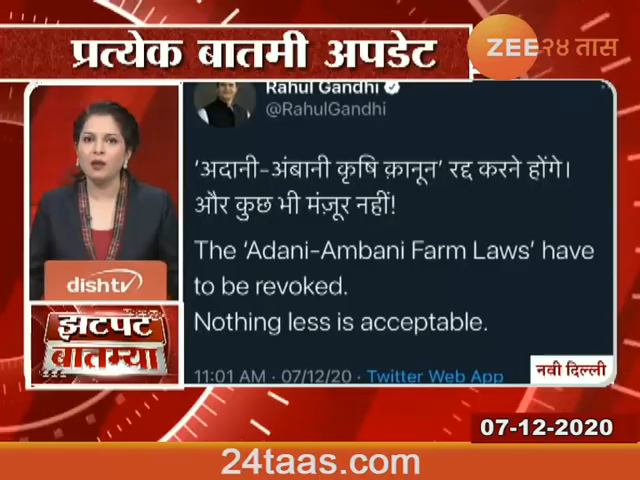 प्रत्येक बातमी अपडेट
ZEE२४ तास
Rahul Gandhi
@RahulGandhi
‘अदानी-अंबानी कृषि क़ानून’ रद्द करने होंगे।
और कुछ भी मंज़ूर नहीं!
The ‘Adani-Ambani Farm Laws’ have
to be revoked.
Nothing less is acceptable.
11:01 AM · 07/12/20 · Twitter Web App
dishtv
झटपट
बातम्या
नवी दिल्ली
07-12-2020
24taas.com